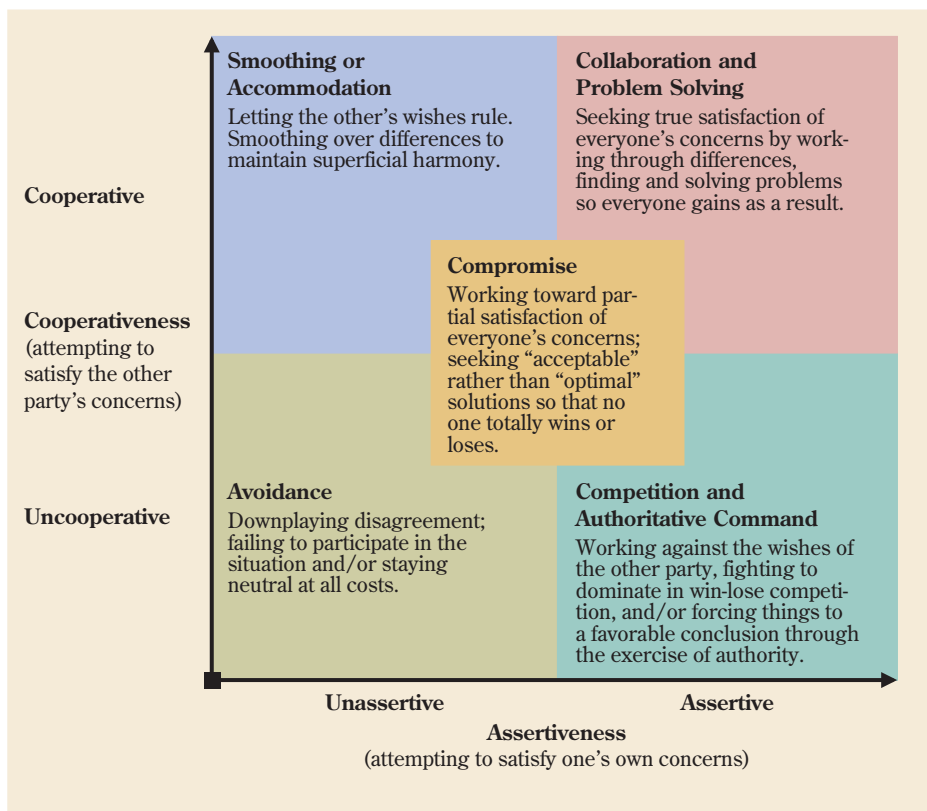 Smoothing or
Accommodation
Letting the other's wishes rule.
Smoothing over differences to
maintain superficial harmony.
Collaboration and
Problem Solving
Seeking true satisfaction of
everyone's concerns by work-
ing through differences,
finding and solving problems
so everyone gains as a result.
Cooperative
Compromise
Working toward par-
tial satisfaction of
everyone's concerns;
seeking “acceptable”
rather than “optimal”
solutions so that no
one totally wins or
loses.
Cooperativeness
(attempting to
satisfy the other
party's concerns)
Uncooperative
Avoidance
Downplaying disagreement;
failing to participate in the
situation and/or staying
neutral at all costs.
Competition and
Authoritative Command
Working against the wishes of
the other party, fighting to
dominate in win-lose competi-
tion, and/or forcing things to
a favorable conclusion through
the exercise of authority.
Unassertive
Assertive
Assertiveness
(attempting to satisfy one's own concerns)